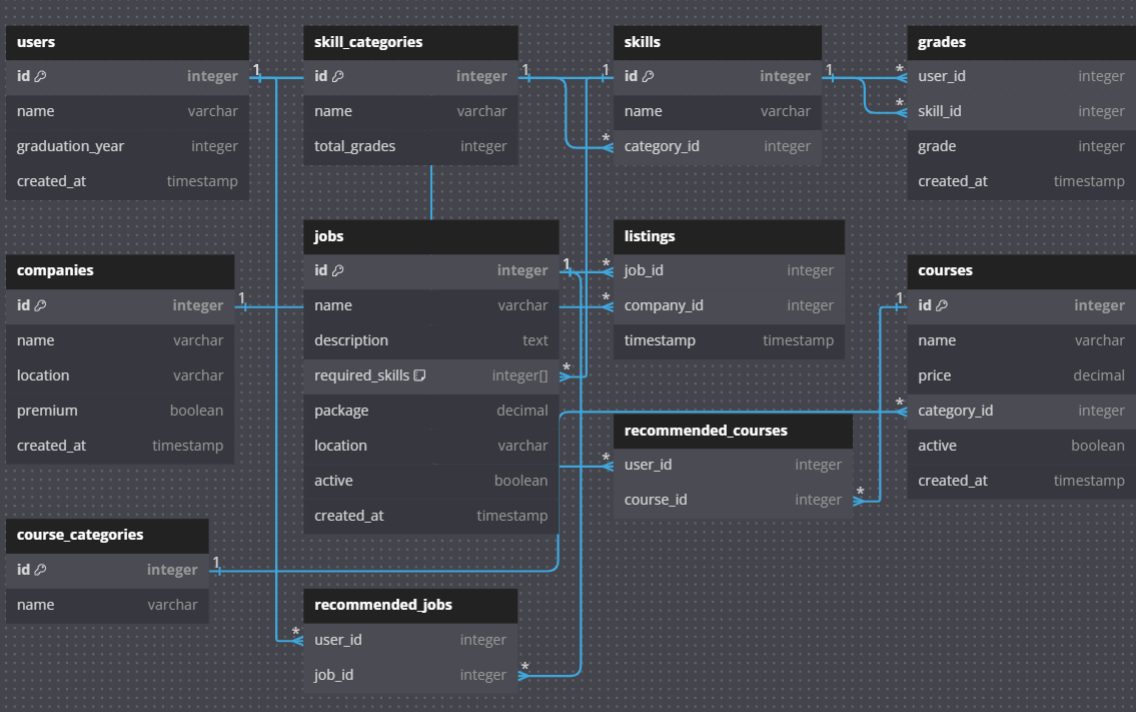 users
id integer
name varchar
graduation_year integer
created_at timestamp
skill_categories
id integer
name varchar
total_grades integer
skills
id integer
name varchar
category_id integer
grades
user_id integer
skill_id integer
grade integer
created_at timestamp
companies
id integer
name varchar
location varchar
premium boolean
created_at timestamp
jobs
id integer
name varchar
description text
required_skills integer[]
package decimal
location varchar
active boolean
created_at timestamp
listings
job_id integer
company_id integer
timestamp timestamp
courses
id integer
name varchar
price decimal
category_id integer
active boolean
created_at timestamp
recommended_courses
user_id integer
course_id integer
course_categories
id integer
name varchar
recommended_jobs
user_id integer
job_id integer
1
1
1
1
*
*
*
1
1
*
*
1
*
*
*
*
1
*
*